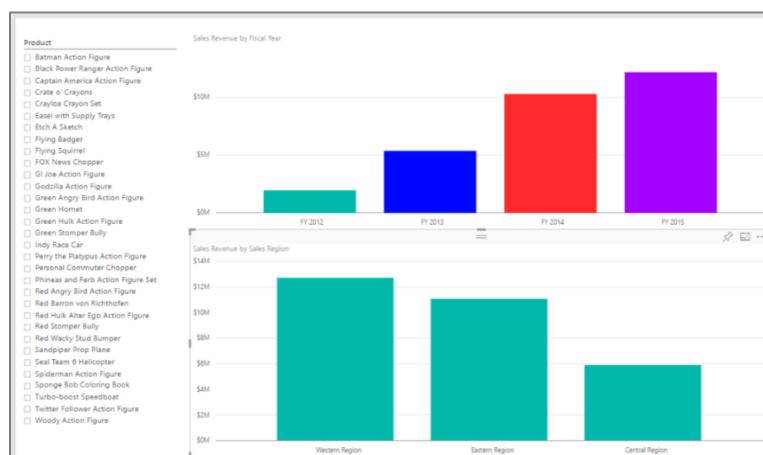 Product
Batman Action Figure
Black Power Ranger Action Figure
Captain America Action Figure
Crate o' Crayons
Crayloa Crayon Set
Easel with Supply Trays
Etch A Sketch
Flying Badger
Flying Squirrel
FOX News Chopper
GI Joe Action Figure
Godzilla Action Figure
Green Angry Bird Action Figure
Green Hornet
Green Hulk Action Figure
Green Stomper Bully
Indy Race Car
Perry the Platypus Action Figure
Personal Commuter Chopper
Phineas and Ferb Action Figure Set
Red Angry Bird Action Figure
Red Barron von Richthofen
Red Hulk Alter Ego Action Figure
Red Stomper Bully
Red Wacky Stud Bumper
Sandpiper Prop Plane
Seal Team 6 Helicopter
Spiderman Action Figure
Sponge Bob Coloring Book
Turbo-boost Speedboat
Twitter Follower Action Figure
Woody Action Figure
Sales Revenue by Fiscal Year
$10M
$5M
$0M
FY 2012 FY 2013 FY 2014 FY 2015
Sales Revenue by Sales Region
$14M
$12M
$10M
$8M
$6M
$4M
$2M
$0M
Western Region Eastern Region Central Region